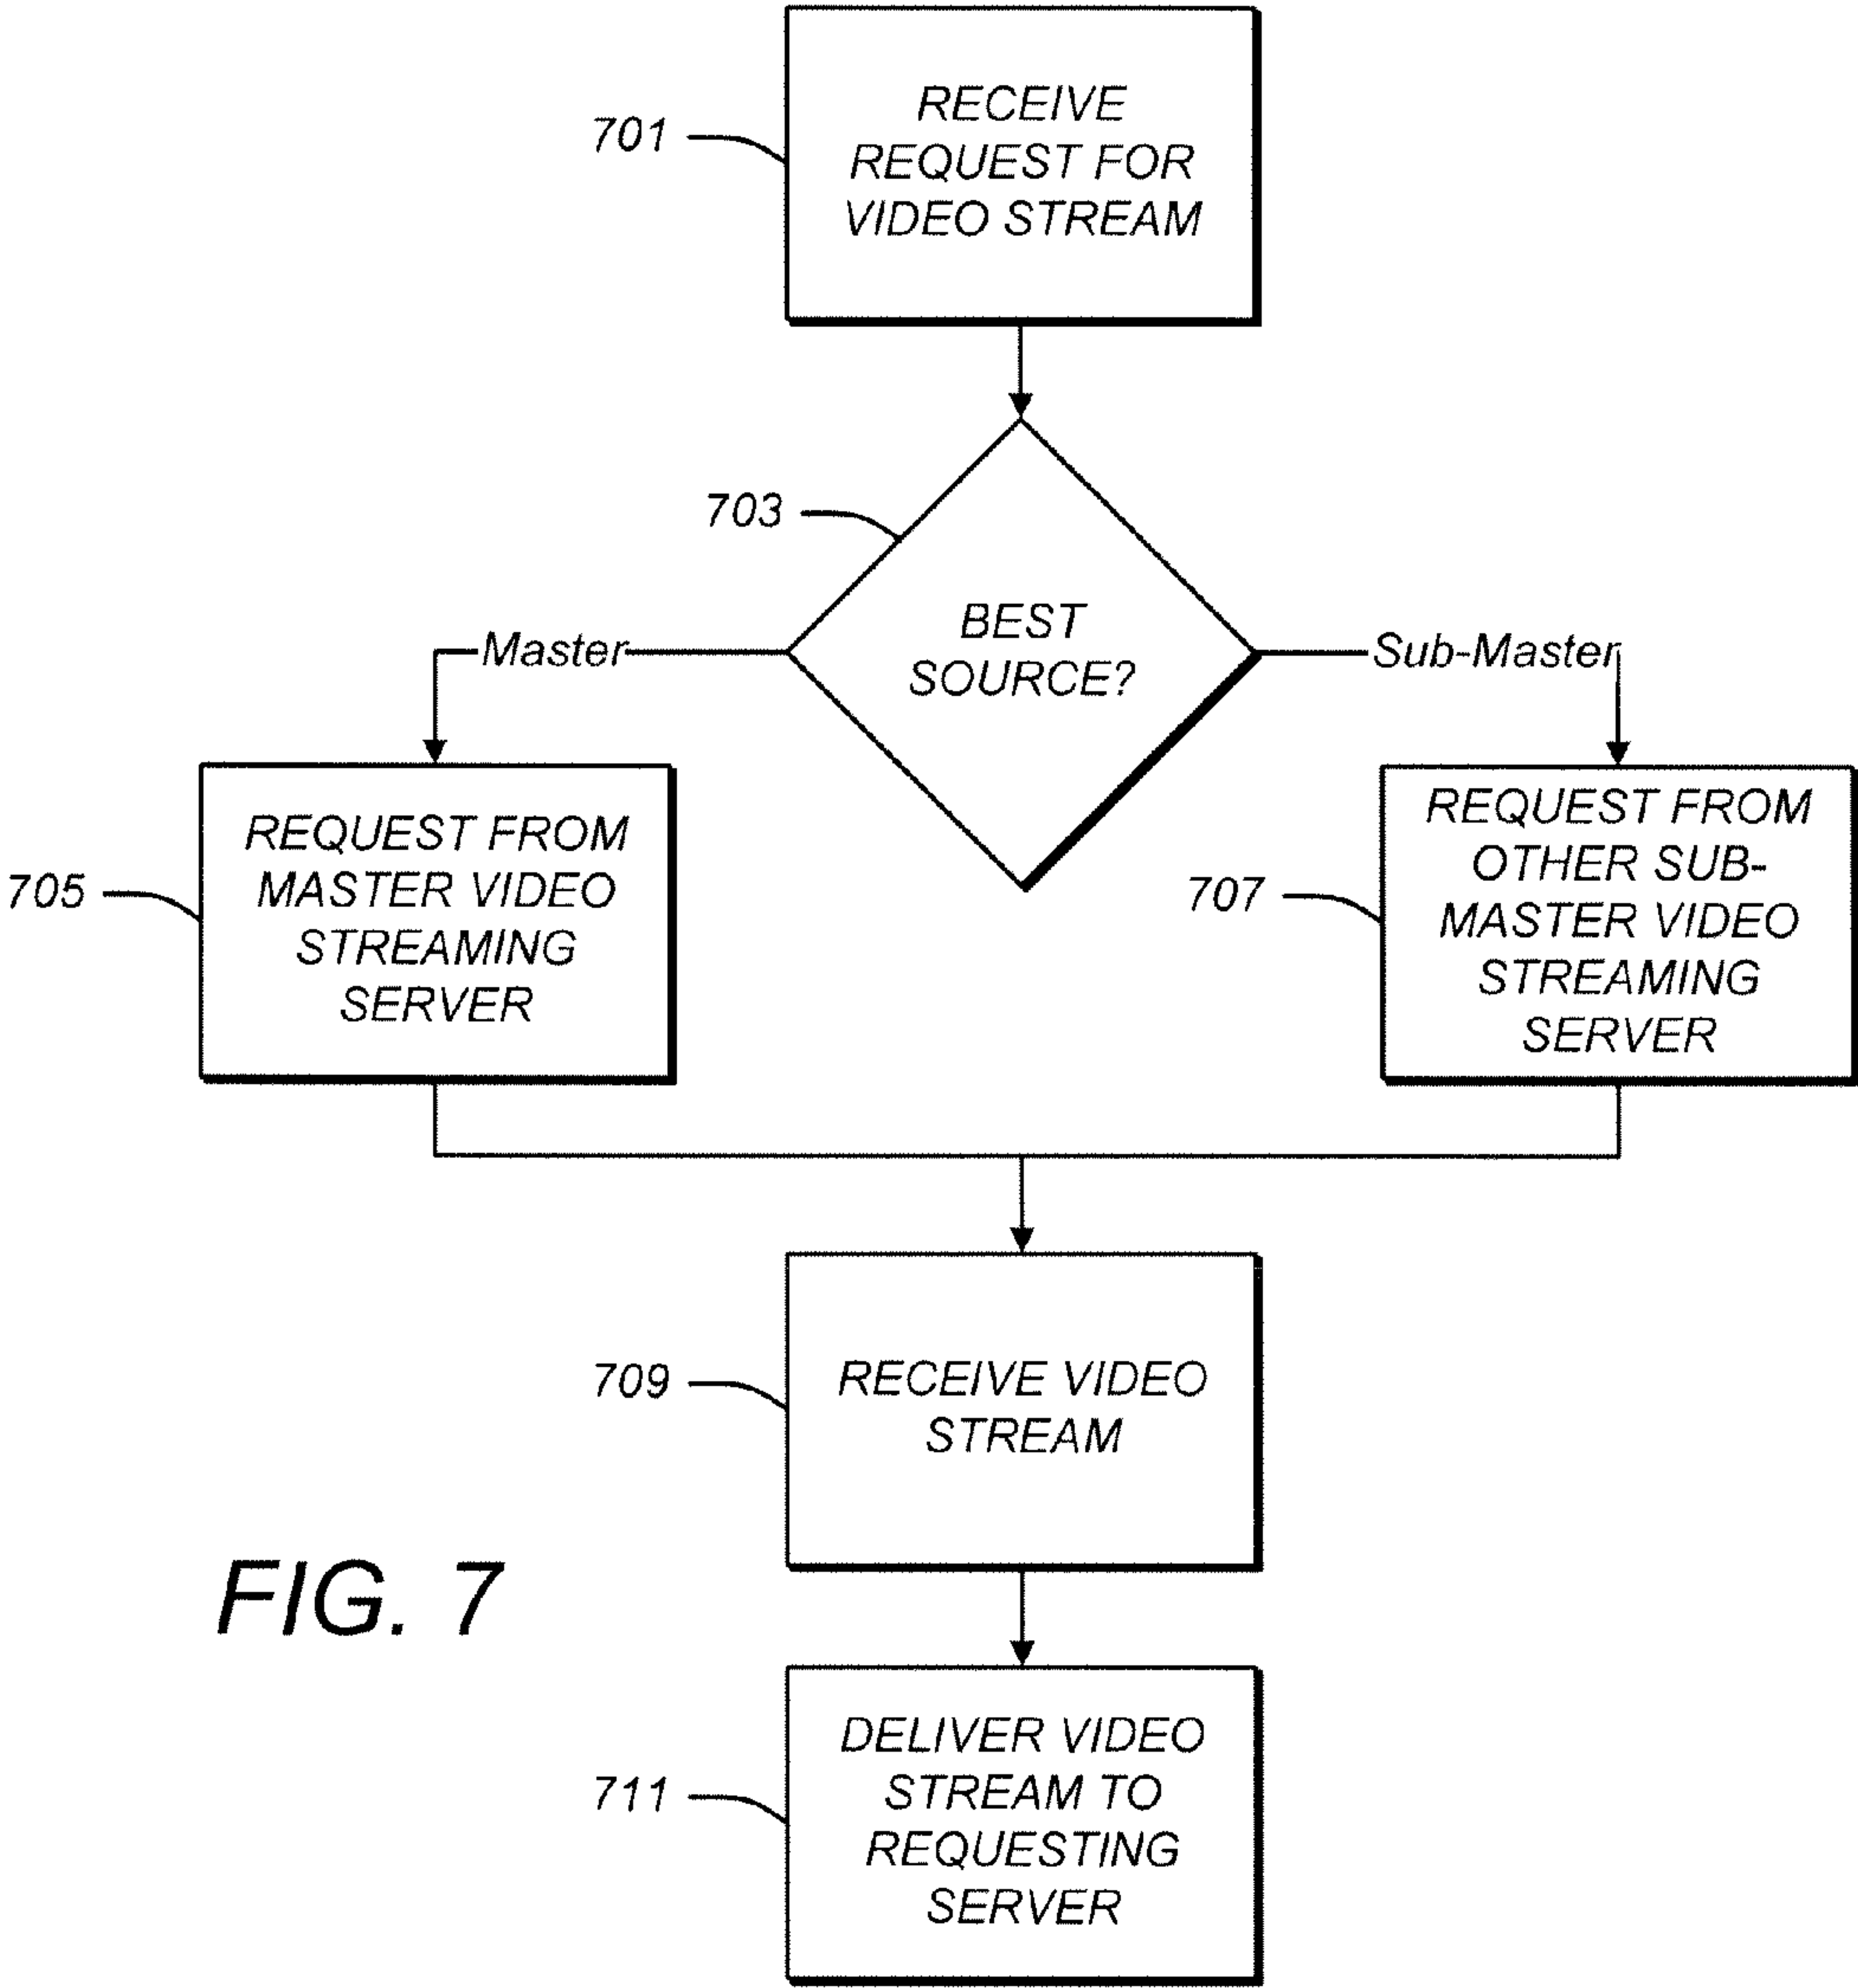 701
RECEIVE
REQUEST FOR
VIDEO STREAM
703
BEST
SOURCE?
Master
Sub-Master
705
REQUEST FROM
MASTER VIDEO
STREAMING
SERVER
707
REQUEST FROM
OTHER SUB-
MASTER VIDEO
STREAMING
SERVER
709
RECEIVE VIDEO
STREAM
FIG. 7
711
DELIVER VIDEO
STREAM TO
REQUESTING
SERVER